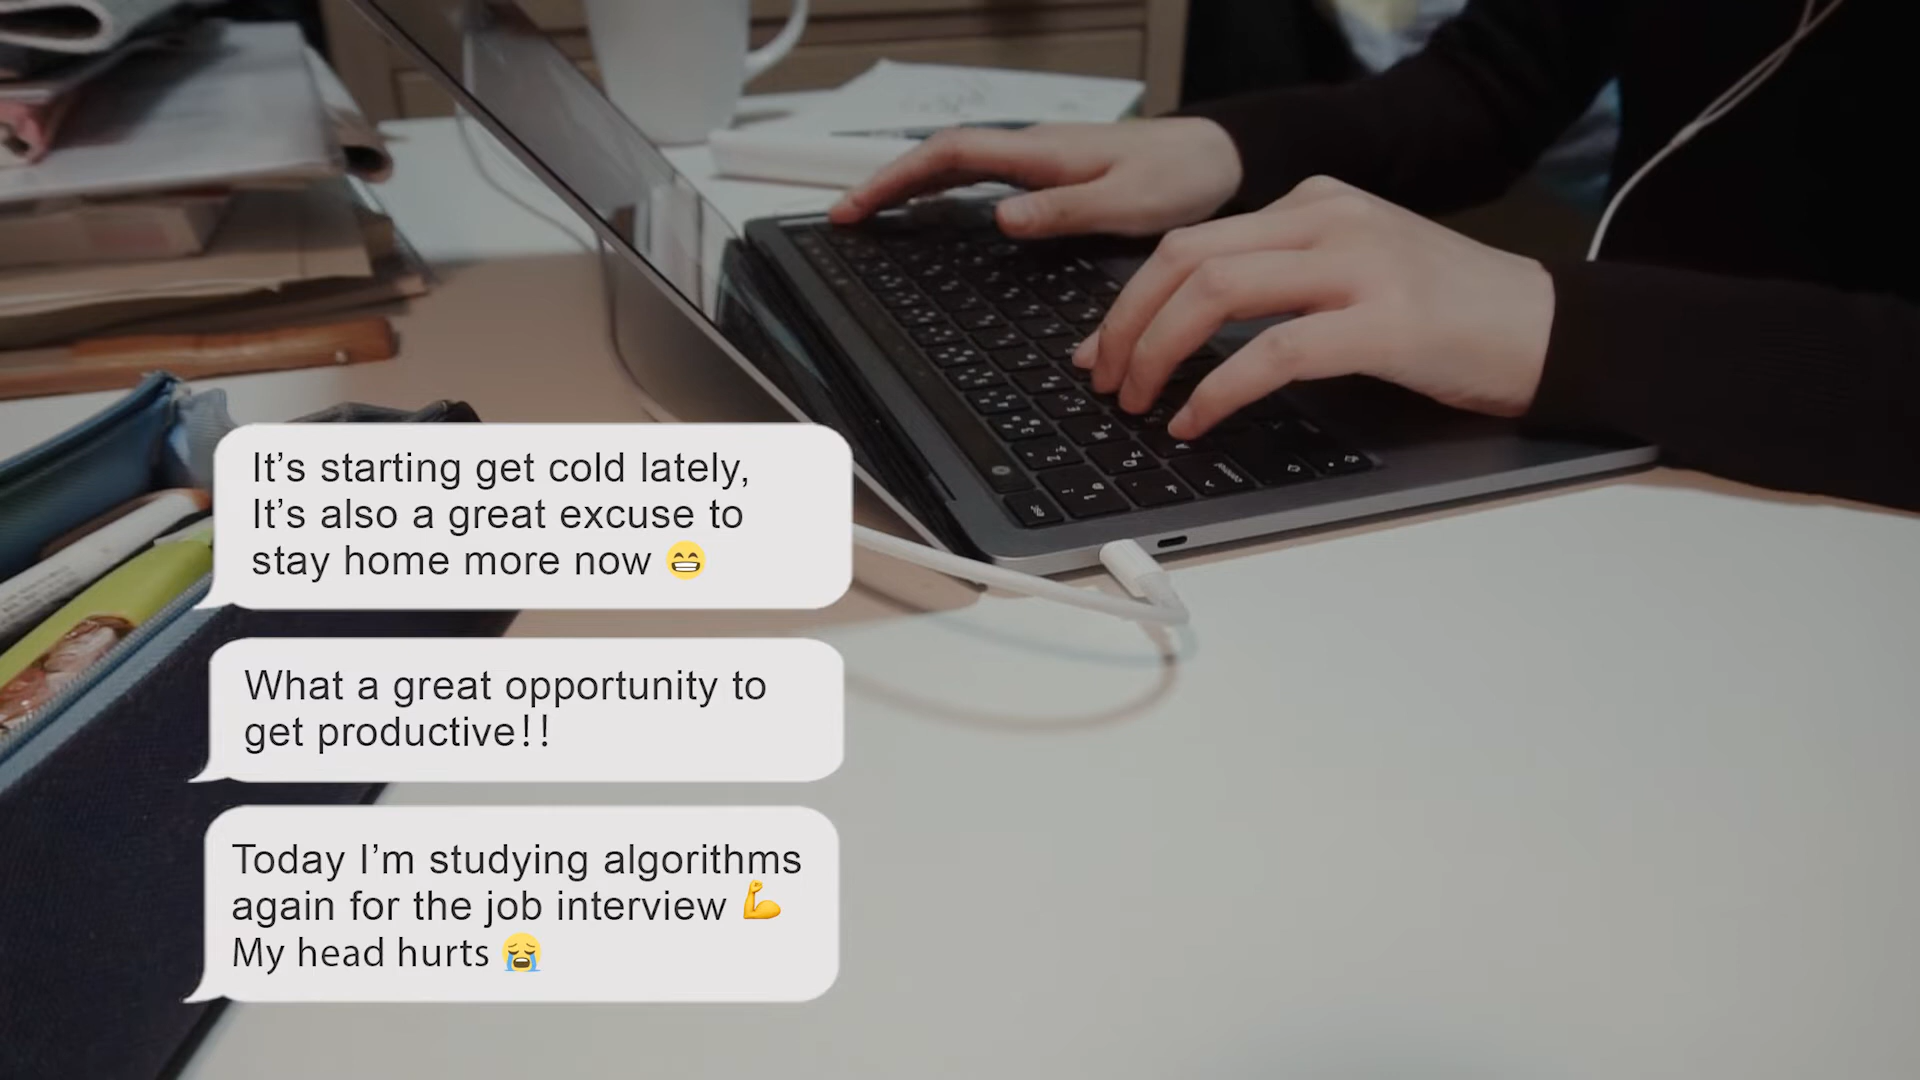 It’s starting get cold lately,
It’s also a great excuse to
stay home more now 😁
What a great opportunity to
get productive!!
Today I’m studying algorithms
again for the job interview 💪
My head hurts 😭